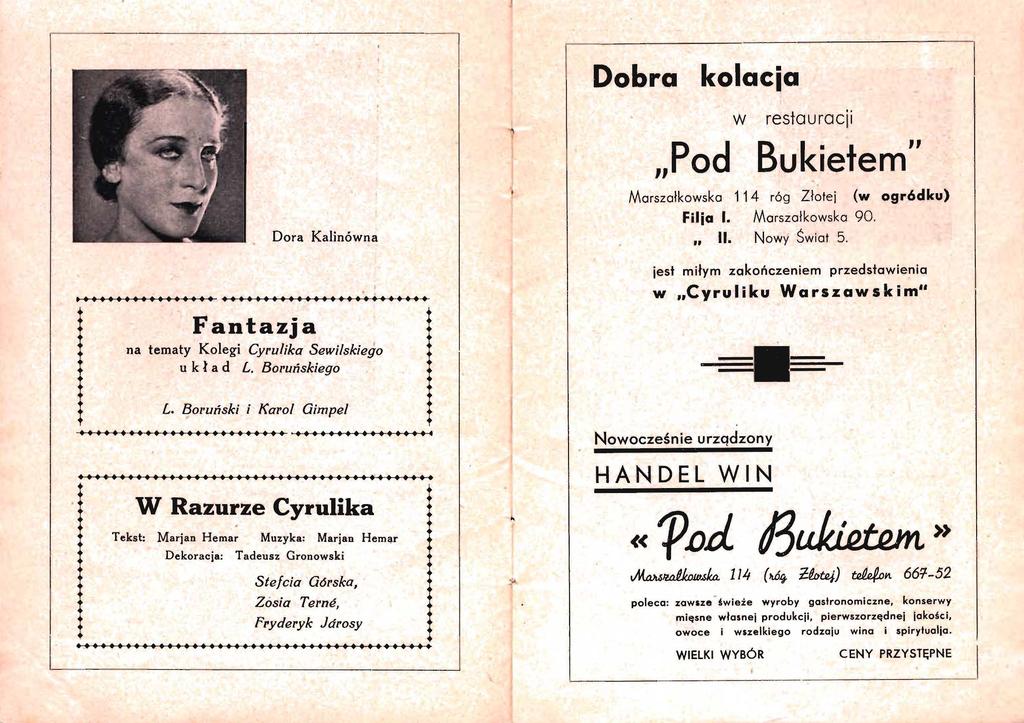 Dora Kalinówna
Fantazja
na tematy Kolegi Cyrulika Sewilskiego
układ L. Boruńskiego
L. Boruński i Karol Gimpel
W Razurze Cyrulika
Tekst: Marjan Hemar Muzyka: Marjan Hemar
Dekoracja: Tadeusz Gronowski
Stefcia Górska,
Zosia Terné,
Fryderyk Járosy
Dobra kolacja
w restauracji
„Pod Bukietem"
Marszałkowska 114 róg Złotej (w ogródku)
Filja I. Marszałkowska 90.
„ II. Nowy Świat 5.
jest miłym zakończeniem przedstawienia
w „Cyruliku Warszawskim"
Nowocześnie urządzony
HANDEL WIN
« Pod Bukietem »
Marszałkowska 114 (róg Złotej) telefon 667-52
poleca: zawsze świeże wyroby gastronomiczne, konserwy
mięsne własnej produkcji, pierwszorzędnej jakości,
owoce i wszelkiego rodzaju wina i spirytualja.
WIELKI WYBÓR CENY PRZYSTĘPNE